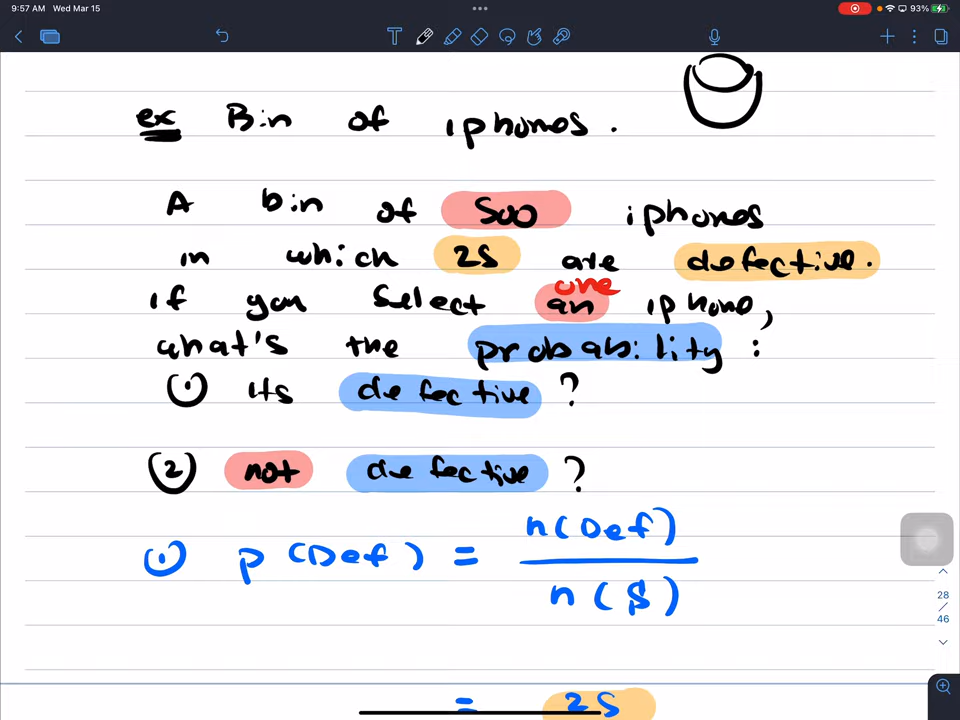 9:57 AM Wed Mar 15
93%
ex Bin of iphones.
A bin of 500 iphones
in which 25 are defective.
one
if you select an iphone,
what's the probability :
(1) its defective ?
(2) not defective ?
(1) P (Def) = n(Def) / n(S)
28
/
46
= 25